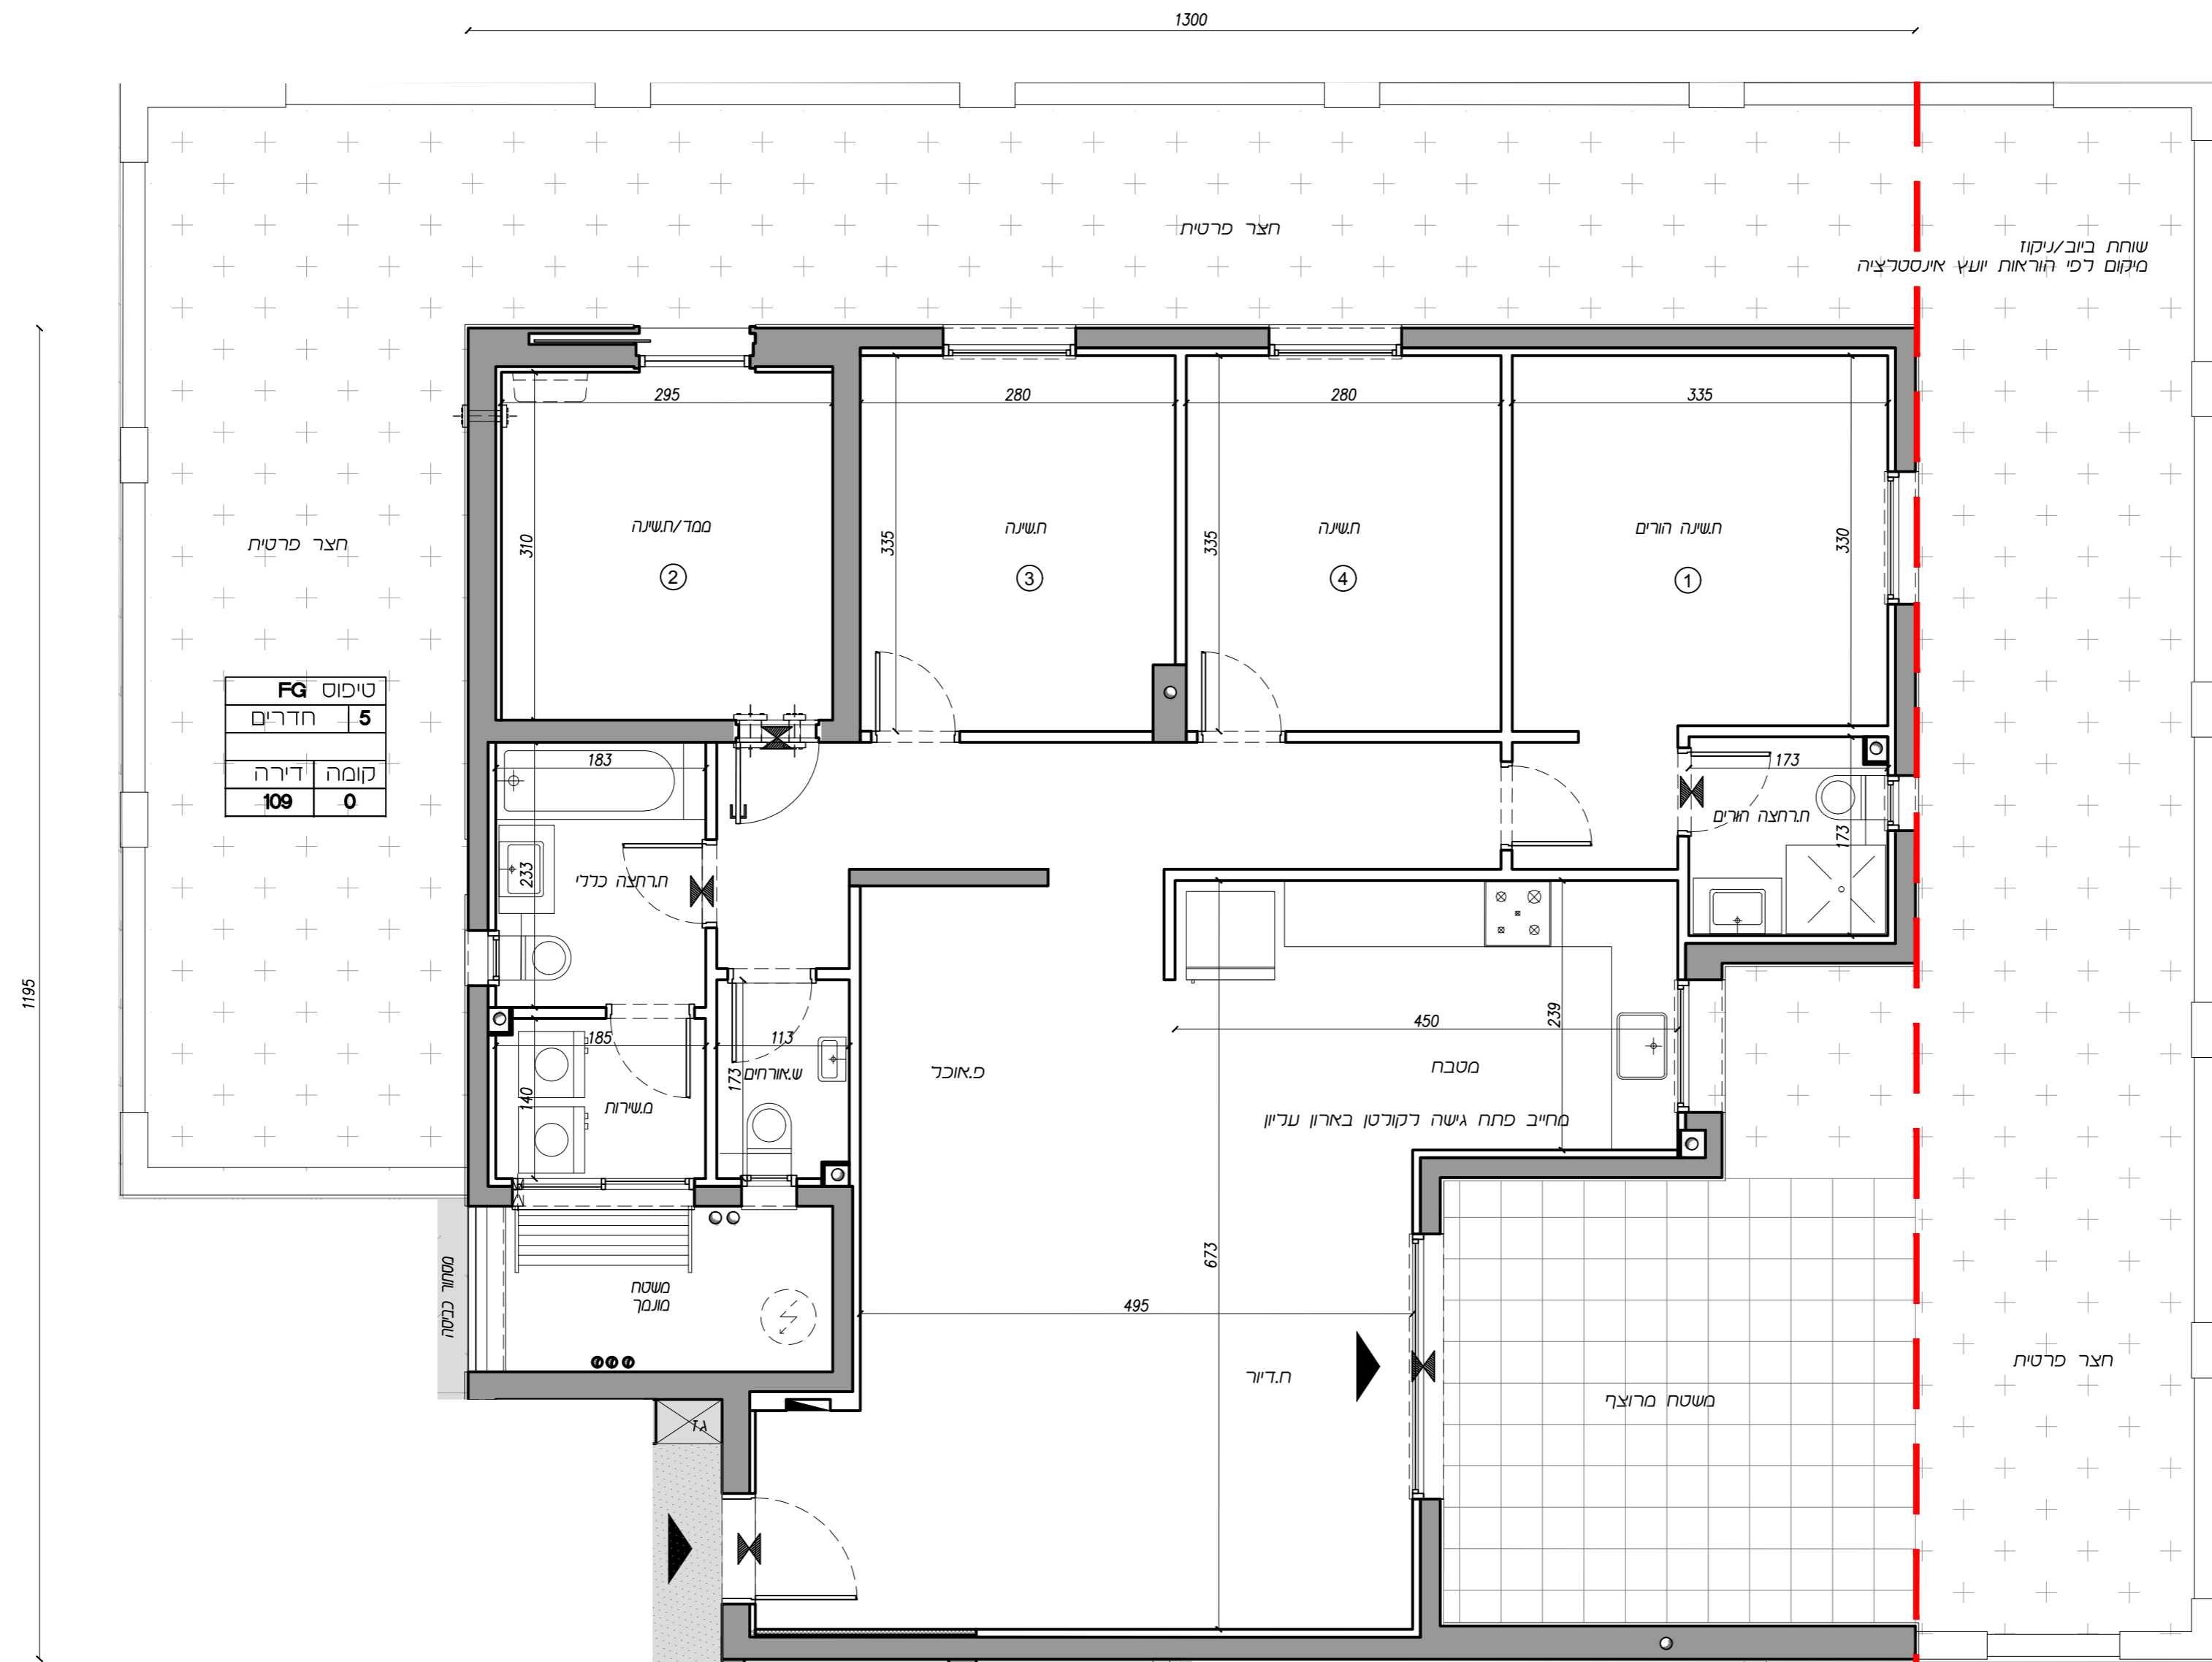 1300
חצר פרטית
שוחת ביוב/ניקוז
מיקום לפי הוראות יועץ אינסטלציה
295
280
280
335
310
335
335
330
ממד/ח.שינה
2
ח.שינה
3
ח.שינה
4
ח.שינה הורים
1
חצר פרטית
טיפוס FG
5 חדרים
קומה דירה
0 109
183
233
ח.רחצה כללי
173
ח.רחצה הורים
173
1195
185
140
מ.שירות
113
173
ש.אורחים
פ.אוכל
450
239
מטבח
מחייב פתח גישה לקולטן בארון עליון
673
495
מסתור כביסה
משטח
מונמך
ח.דיור
משטח מרוצף
חצר פרטית
גז